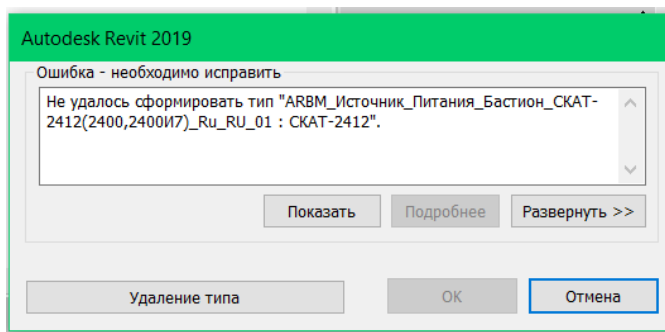 Autodesk Revit 2019
Ошибка - необходимо исправить
Не удалось сформировать тип "ARBM_Источник_Питания_Бастион_СКАТ-
2412(2400,2400И7)_Ru_RU_01 : СКАТ-2412".
Показать Подробнее Развернуть >>
Удаление типа ОК Отмена